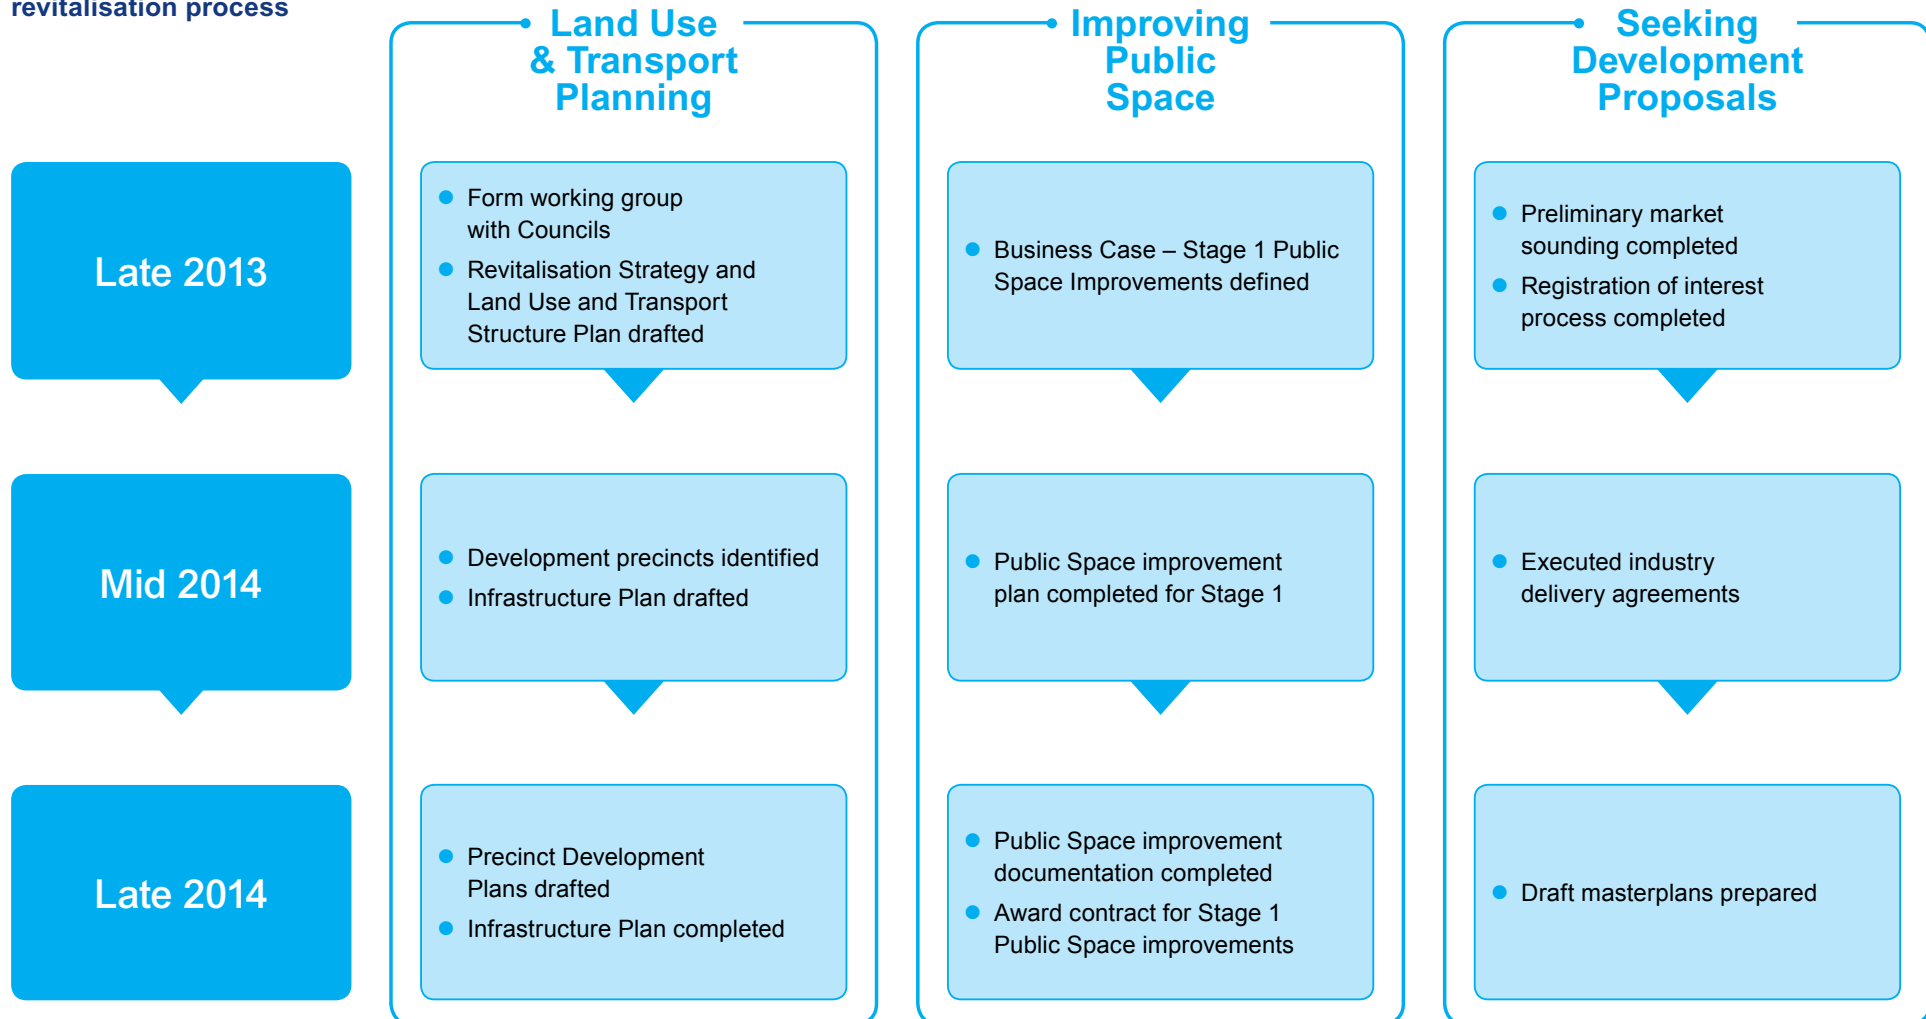 revitalisation process
Land Use
& Transport
Planning
Improving
Public
Space
Seeking
Development
Proposals
Late 2013
Form working group
with Councils
Revitalisation Strategy and
Land Use and Transport
Structure Plan drafted
Business Case – Stage 1 Public
Space Improvements defined
Preliminary market
sounding completed
Registration of interest
process completed
Mid 2014
Development precincts identified
Infrastructure Plan drafted
Public Space improvement
plan completed for Stage 1
Executed industry
delivery agreements
Late 2014
Precinct Development
Plans drafted
Infrastructure Plan completed
Public Space improvement
documentation completed
Award contract for Stage 1
Public Space improvements
Draft masterplans prepared